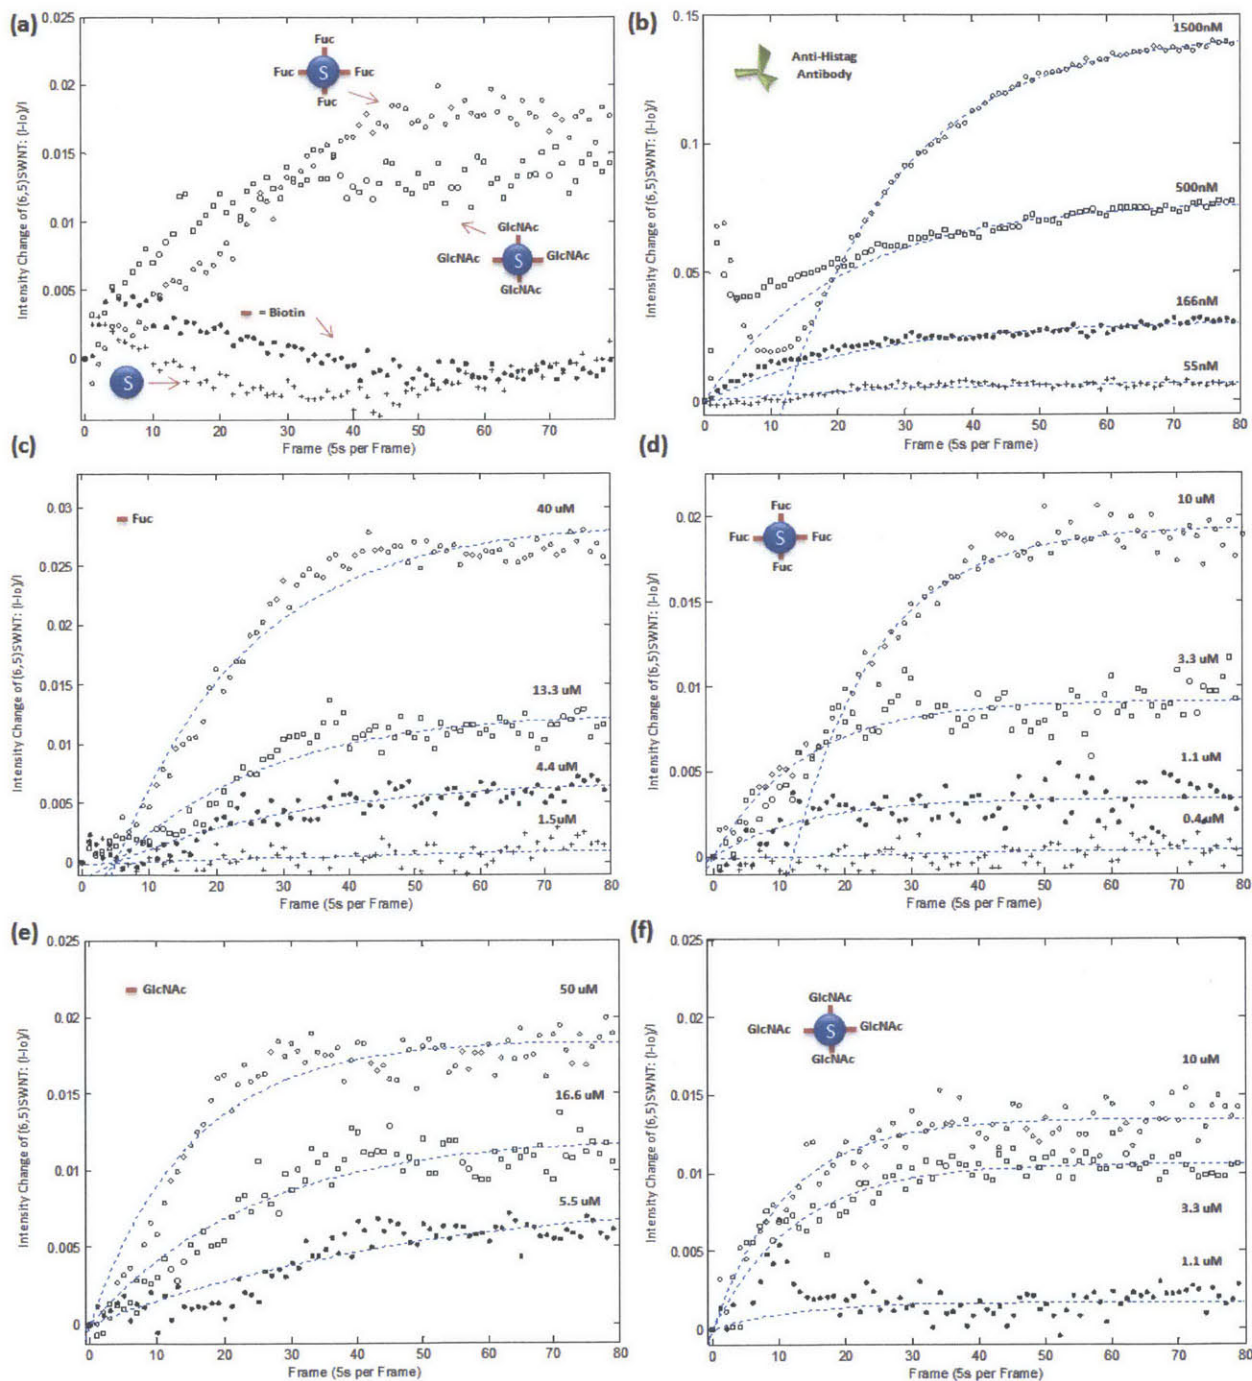 (a)
0.025
0.02
0.015
0.01
0.005
0
Intensity Change of (6,5)SWNT: (I-Io)/I
Fuc
Fuc S Fuc
Fuc
GlcNAc
GlcNAc S GlcNAc
GlcNAc
= Biotin
S
0 10 20 30 40 50 60 70
Frame (5s per Frame)
(b)
0.15
0.1
0.05
0
Intensity Change of (6,5)SWNT: (I-Io)/I
Anti-Histag
Antibody
1500nM
500nM
166nM
55nM
0 10 20 30 40 50 60 70 80
Frame (5s per Frame)
(c)
0.03
0.025
0.02
0.015
0.01
0.005
0
Intensity Change of (6,5)SWNT: (I-Io)/I
Fuc
40 uM
13.3 uM
4.4 uM
1.5uM
0 10 20 30 40 50 60 70 80
Frame (5s per Frame)
(d)
0.02
0.015
0.01
0.005
0
Intensity Change of (6,5)SWNT: (I-Io)/I
Fuc
Fuc S Fuc
Fuc
10 uM
3.3 uM
1.1 uM
0.4 uM
0 10 20 30 40 50 60 70 80
Frame (5s per Frame)
(e)
0.025
0.02
0.015
0.01
0.005
0
Intensity Change of (6,5)SWNT: (I-Io)/I
GlcNAc
50 uM
16.6 uM
5.5 uM
0 10 20 30 40 50 60 70 80
Frame (5s per Frame)
(f)
0.025
0.02
0.015
0.01
0.005
0
Intensity Change of (6,5)SWNT: (I-Io)/I
GlcNAc
GlcNAc S GlcNAc
GlcNAc
10 uM
3.3 uM
1.1 uM
0 10 20 30 40 50 60 70 80
Frame (5s per Frame)